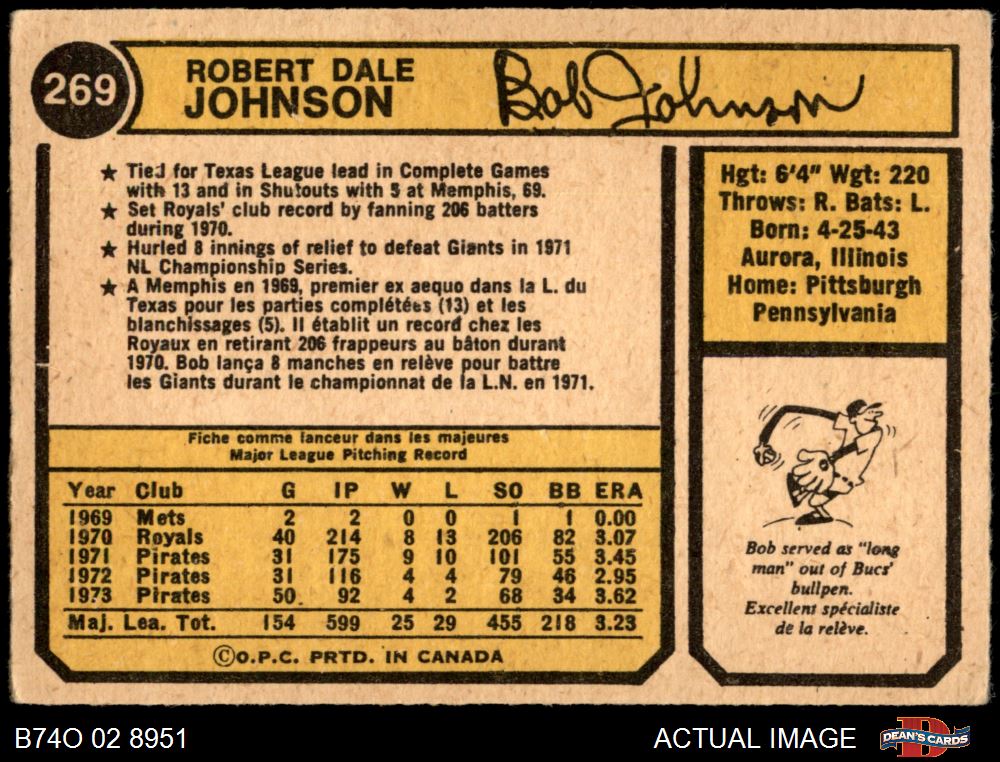 269
ROBERT DALE
JOHNSON
Bob Johnson
★ Tied for Texas League lead in Complete Games
with 13 and in Shutouts with 5 at Memphis, 69.
★ Set Royals' club record by fanning 206 batters
during 1970.
★ Hurled 8 innings of relief to defeat Giants in 1971
NL Championship Series.
★ A Memphis en 1969, premier ex aequo dans la L. du
Texas pour les parties complétées (13) et les
blanchissages (5). Il établit un record chez les
Royaux en retirant 206 frappeurs au bâton durant
1970. Bob lança 8 manches en relève pour battre
les Giants durant le championnat de la L.N. en 1971.
Fiche comme lanceur dans les majeures
Major League Pitching Record
Year Club G IP W L SO BB ERA
1969 Mets 2 2 0 0 1 1 0.00
1970 Royals 40 214 8 13 206 82 3.07
1971 Pirates 31 175 9 10 101 55 3.45
1972 Pirates 31 116 4 4 79 46 2.95
1973 Pirates 50 92 4 2 68 34 3.62
Maj. Lea. Tot. 154 599 25 29 455 218 3.23
©O.P.C. PRTD. IN CANADA
Hgt: 6'4" Wgt: 220
Throws: R. Bats: L.
Born: 4-25-43
Aurora, Illinois
Home: Pittsburgh
Pennsylvania
Bob served as "long
man" out of Bucs'
bullpen.
Excellent spécialiste
de la relève.
B74O 02 8951
ACTUAL IMAGE
D
DEAN'S CARDS